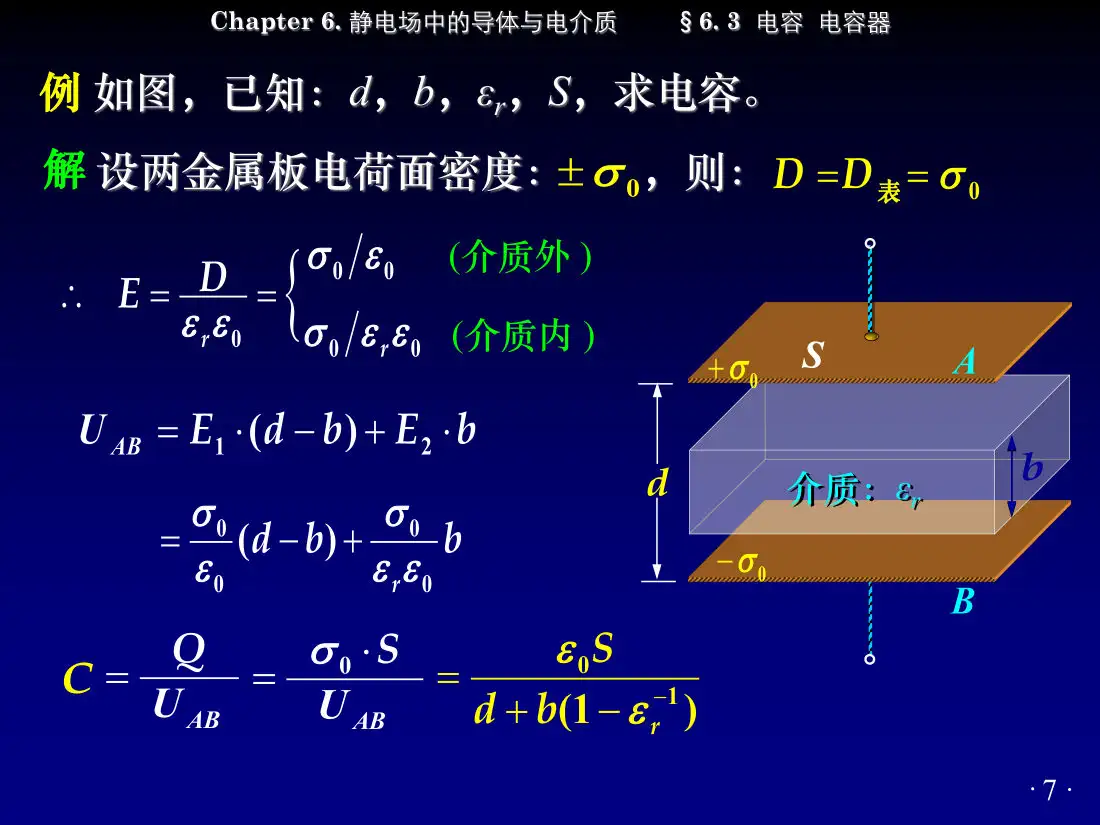 Chapter 6. 静电场中的导体与电介质 §6. 3 电容 电容器
例 如图，已知：d，b，εr，S，求电容。
解 设两金属板电荷面密度：±σ0，则：D =D表= σ0
∴ E = D/(εrε0) = { σ0/ε0 (介质外)
σ0/εrε0 (介质内)
UAB = E1·(d − b) + E2·b
= σ0/ε0 (d − b) + σ0/(εrε0) b
C = Q/UAB = σ0·S/UAB = ε0S/(d + b(1 − εr⁻¹))
S
A
+σ0
d
介质：εr
b
−σ0
B
·7·